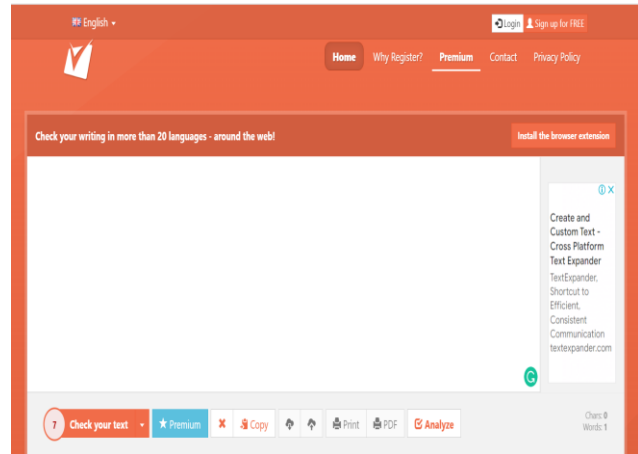 English
Login Sign up for FREE
Home Why Register? Premium Contact Privacy Policy
Check your writing in more than 20 languages - around the web!
Install the browser extension
Create and
Custom Text -
Cross Platform
Text Expander
TextExpander,
Shortcut to
Efficient,
Consistent
Communication
textexpander.com
G
7 Check your text Premium Copy Print PDF Analyze
Chars: 0
Words: 1